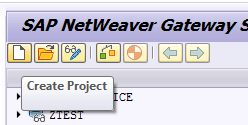 SAP NetWeaver Gateway S
Create Project
ICE
ZTEST